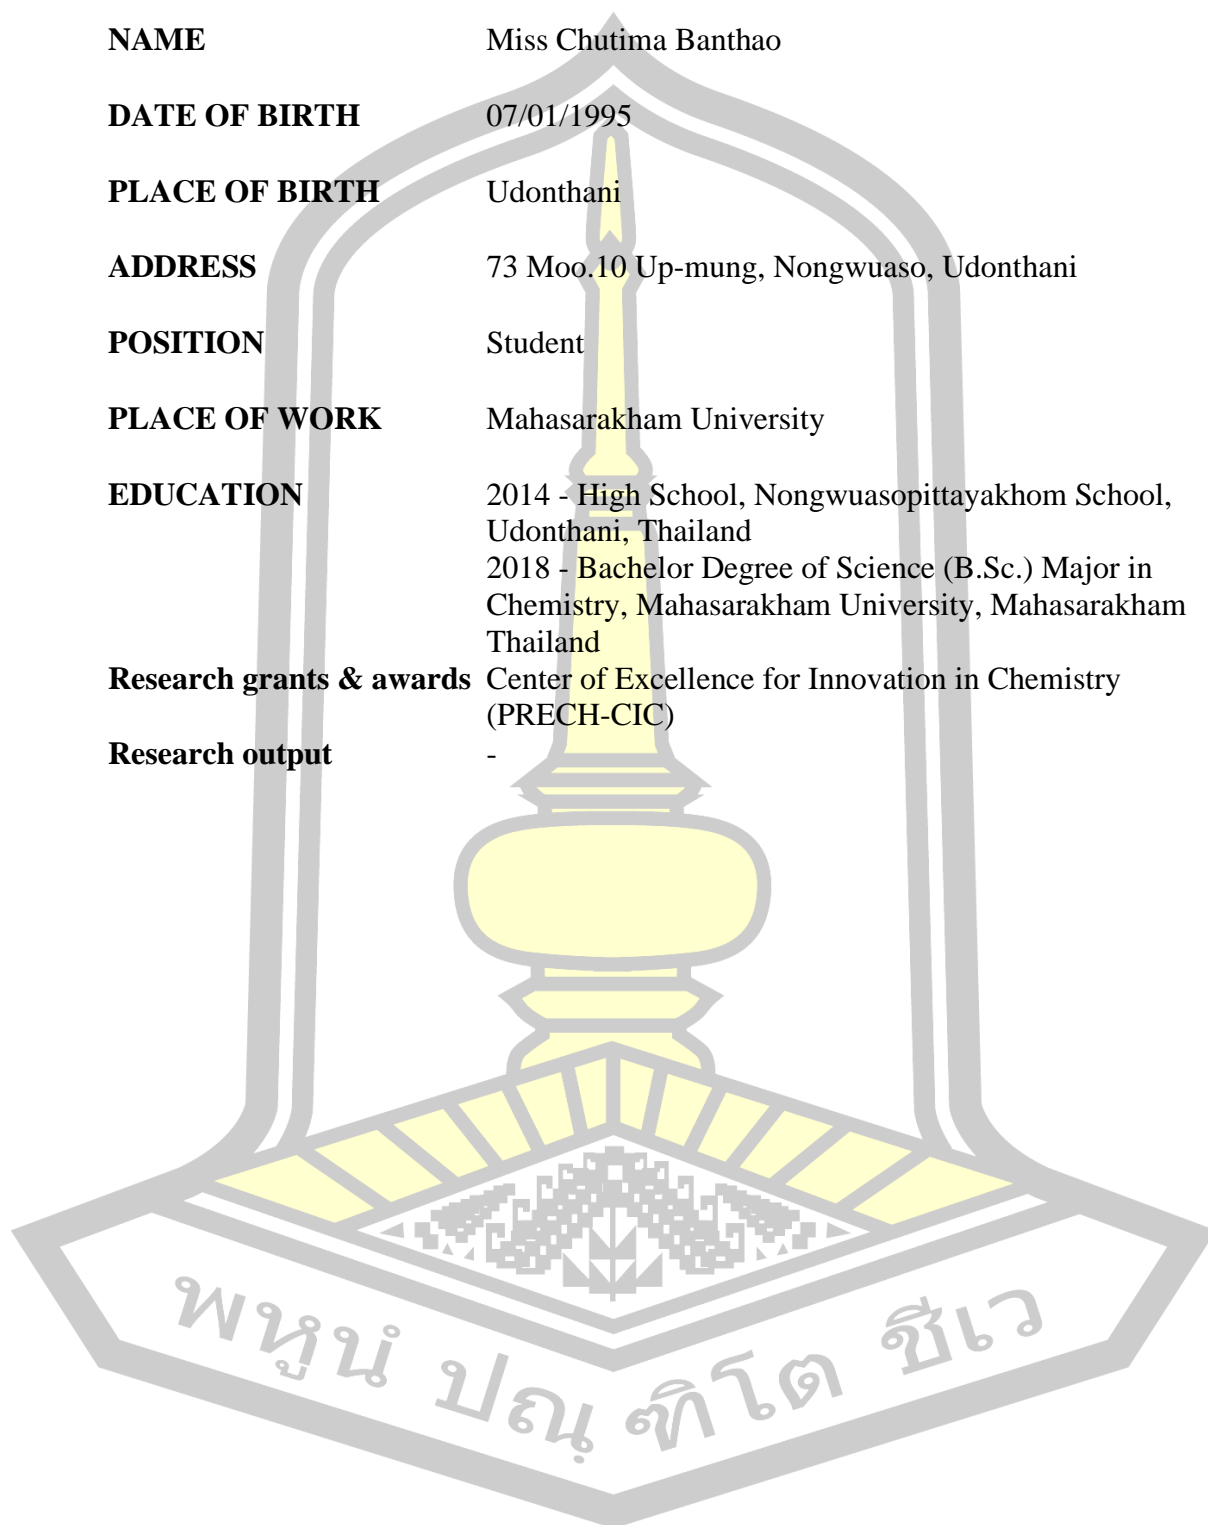 NAME Miss Chutima Banthao
DATE OF BIRTH 07/01/1995
PLACE OF BIRTH Udonthani
ADDRESS 73 Moo.10 Up-mung, Nongwuaso, Udonthani
POSITION Student
PLACE OF WORK Mahasarakham University
EDUCATION 2014 - High School, Nongwuasopittayakhom School,
Udonthani, Thailand
2018 - Bachelor Degree of Science (B.Sc.) Major in
Chemistry, Mahasarakham University, Mahasarakham
Thailand
Research grants & awards Center of Excellence for Innovation in Chemistry
(PRECH-CIC)
Research output -
พหูนํ ปณฺฑิโต ชีเว